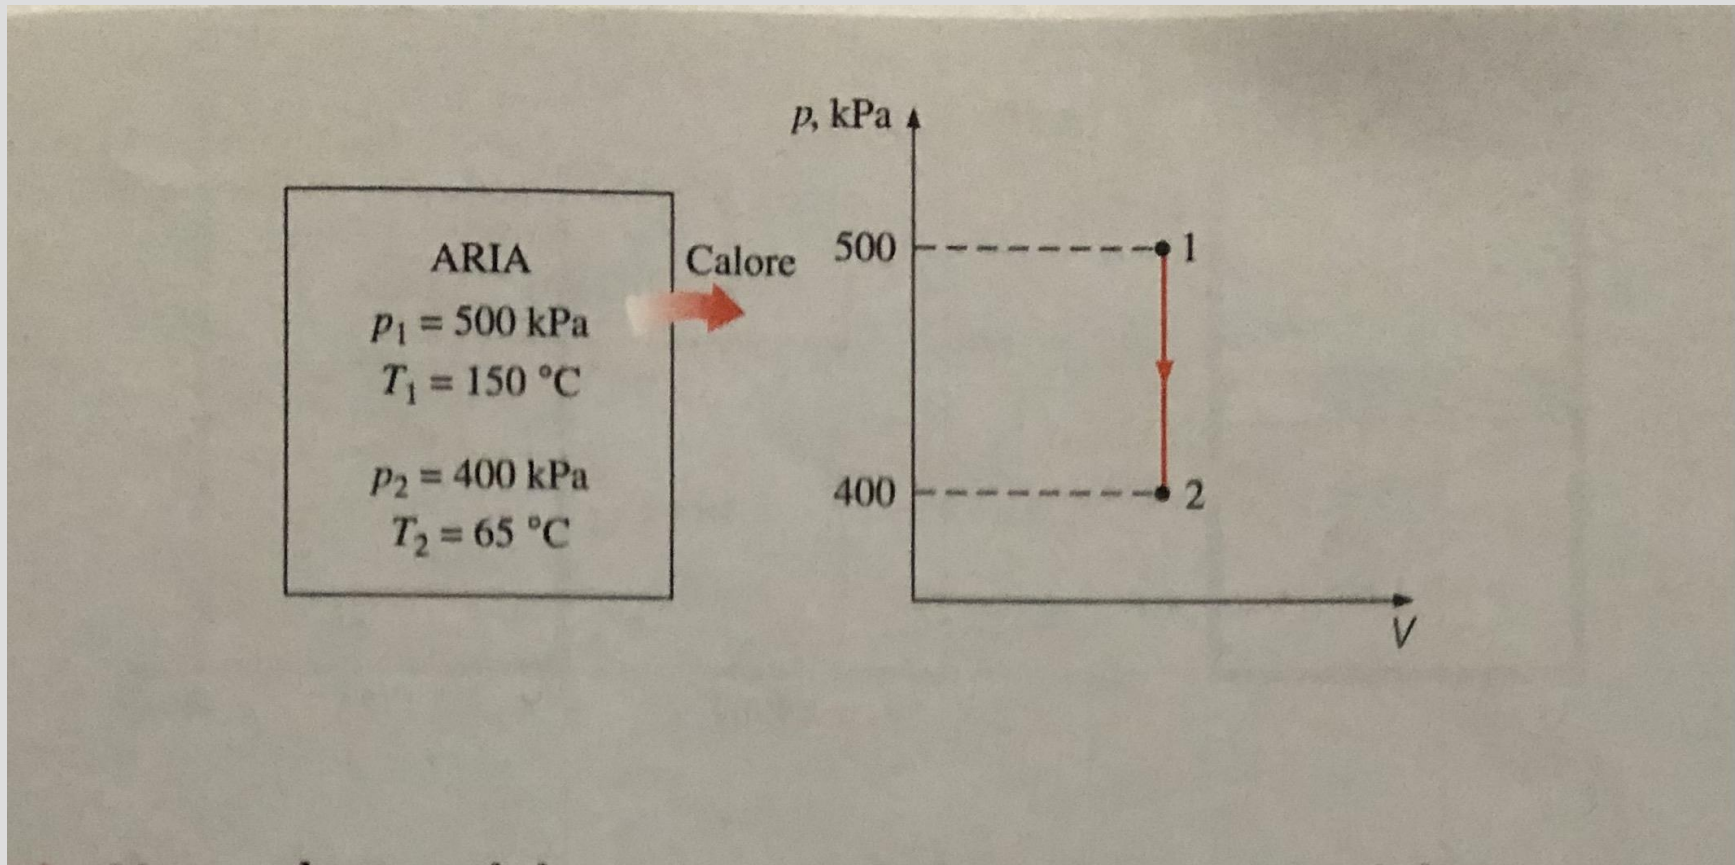 ARIA
p₁ = 500 kPa
T₁ = 150 °C
p₂ = 400 kPa
T₂ = 65 °C
Calore
p, kPa
500
1
400
2
V